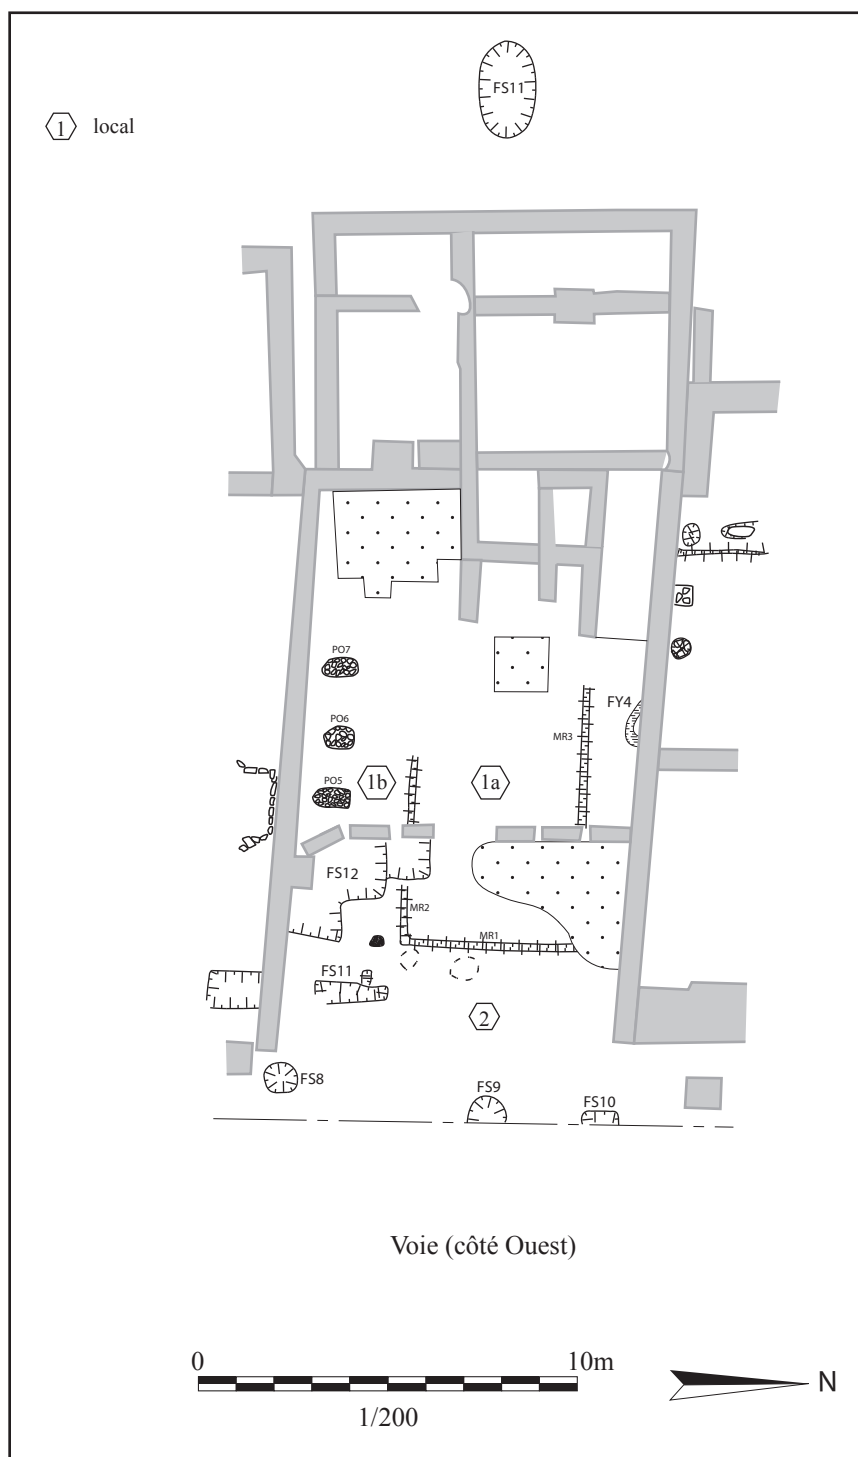 FS11
1 local
PO7
FY4
PO6
MR3
1b
1a
PO5
FS12
MR2
MR1
FS11
2
FS8
FS9
FS10
Voie (côté Ouest)
0 10m
1/200
N